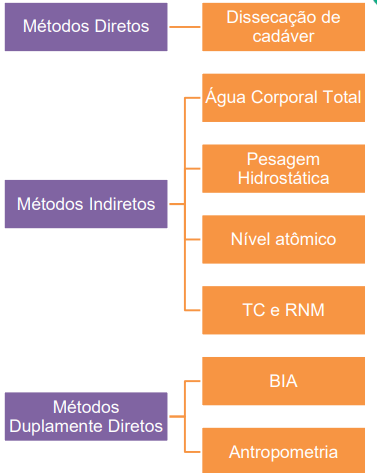 Métodos Diretos
Dissecação de
cadáver
Métodos Indiretos
Água Corporal Total
Pesagem
Hidrostática
Nível atômico
TC e RNM
Métodos
Duplamente Diretos
BIA
Antropometria